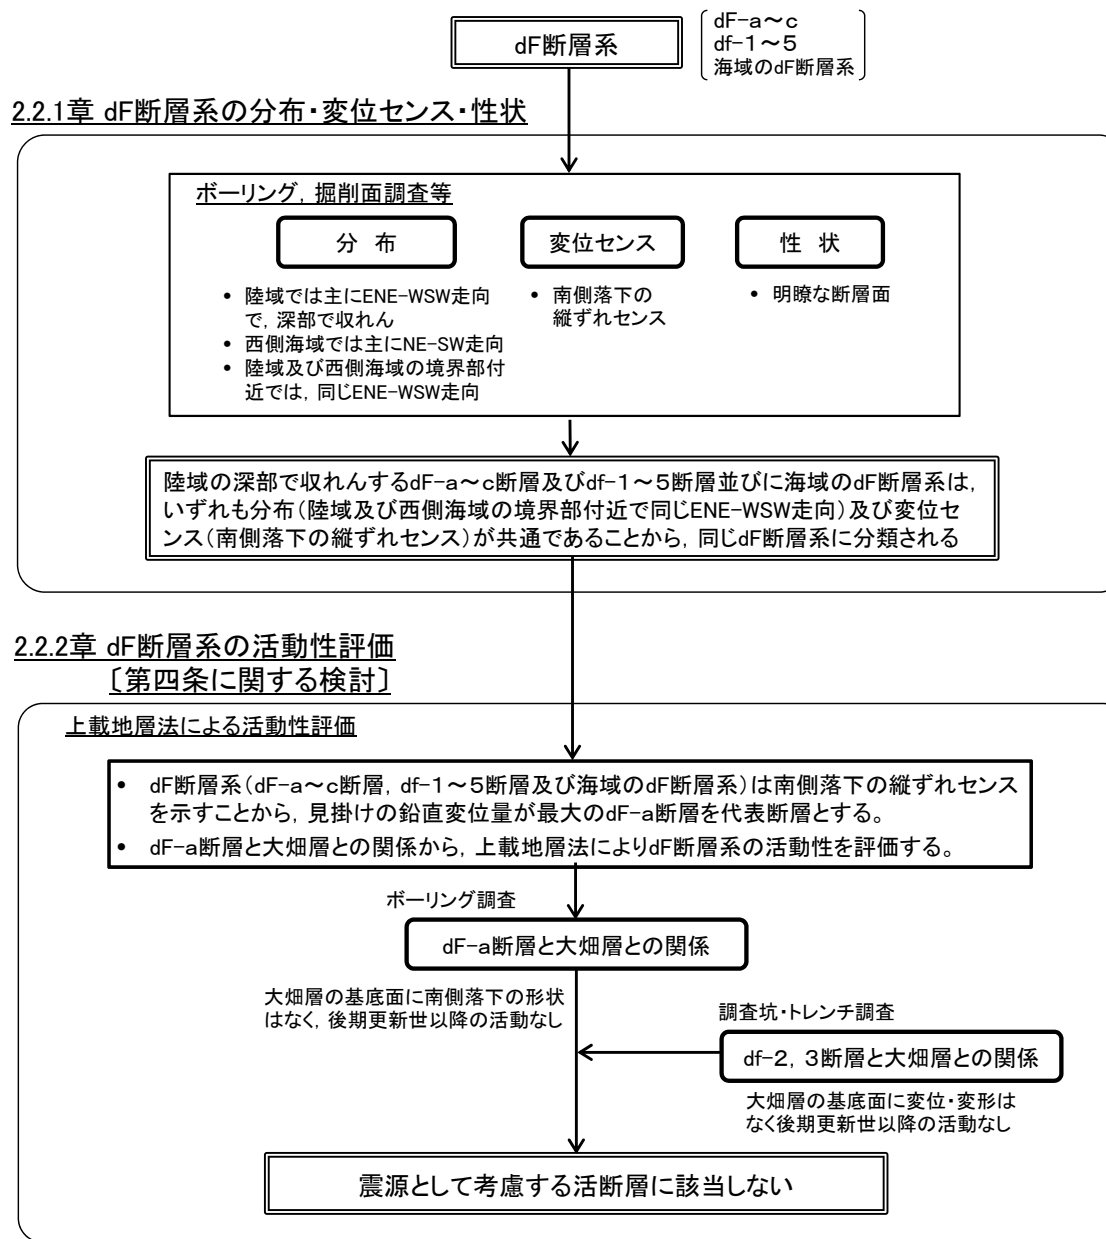 dF断層系
dF-a～c
df-1～5
海域のdF断層系
2.2.1章 dF断層系の分布・変位センス・性状
ボーリング，掘削面調査等
分　布
• 陸域では主にENE-WSW走向
で，深部で収れん
• 西側海域では主にNE-SW走向
• 陸域及び西側海域の境界部付
近では，同じENE-WSW走向
変位センス
• 南側落下の
縦ずれセンス
性　状
• 明瞭な断層面
陸域の深部で収れんするdF-a～c断層及びdf-1～5断層並びに海域のdF断層系は，
いずれも分布（陸域及び西側海域の境界部付近で同じENE-WSW走向）及び変位セ
ンス（南側落下の縦ずれセンス）が共通であることから，同じdF断層系に分類される
2.2.2章 dF断層系の活動性評価
〔第四条に関する検討〕
上載地層法による活動性評価
• dF断層系（dF-a～c断層，df-1～5断層及び海域のdF断層系）は南側落下の縦ずれセンス
を示すことから，見掛けの鉛直変位量が最大のdF-a断層を代表断層とする。
• dF-a断層と大畑層との関係から，上載地層法によりdF断層系の活動性を評価する。
ボーリング調査
dF-a断層と大畑層との関係
大畑層の基底面に南側落下の形状
はなく，後期更新世以降の活動なし
調査坑・トレンチ調査
df-2，3断層と大畑層との関係
大畑層の基底面に変位・変形は
なく後期更新世以降の活動なし
震源として考慮する活断層に該当しない